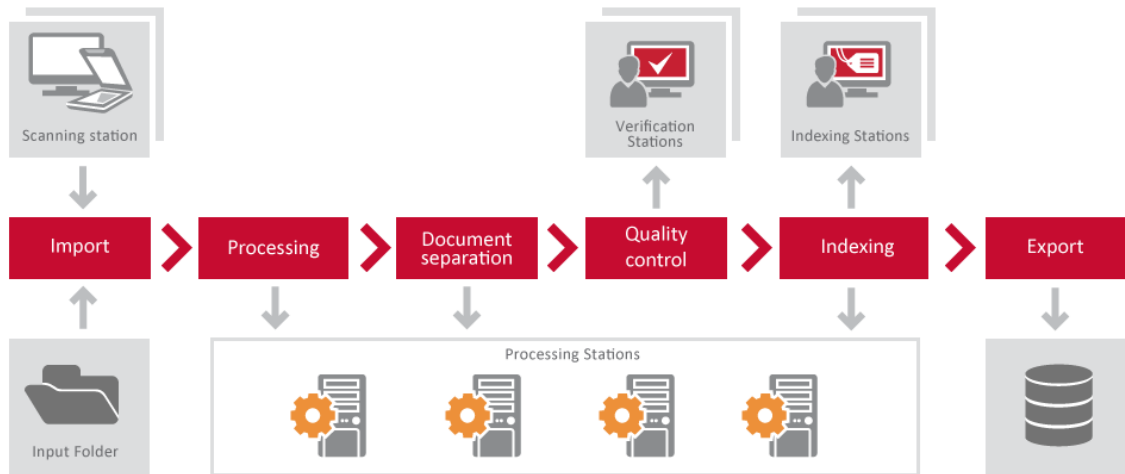 Scanning station
Verification
Stations
Indexing Stations
Import
Processing
Document
separation
Quality
control
Indexing
Export
Input Folder
Processing Stations